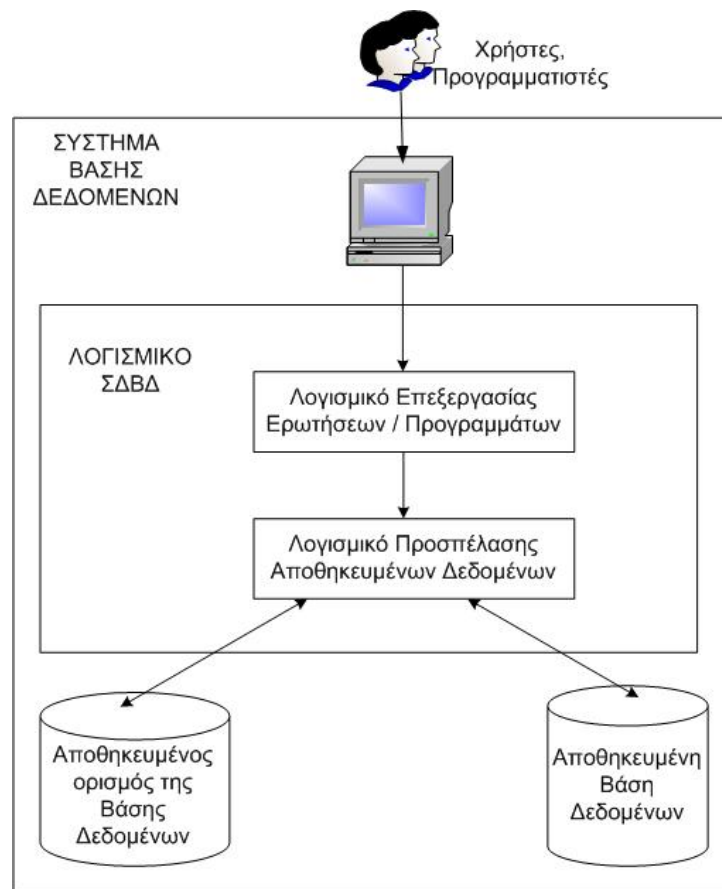 Χρήστες,
Προγραμματιστές
ΣΥΣΤΗΜΑ
ΒΑΣΗΣ
ΔΕΔΟΜΕΝΩΝ
ΛΟΓΙΣΜΙΚΟ
ΣΔΒΔ
Λογισμικό Επεξεργασίας
Ερωτήσεων / Προγραμμάτων
Λογισμικό Προσπέλασης
Αποθηκευμένων Δεδομένων
Αποθηκευμένος
ορισμός της
Βάσης
Δεδομένων
Αποθηκευμένη
Βάση
Δεδομένων